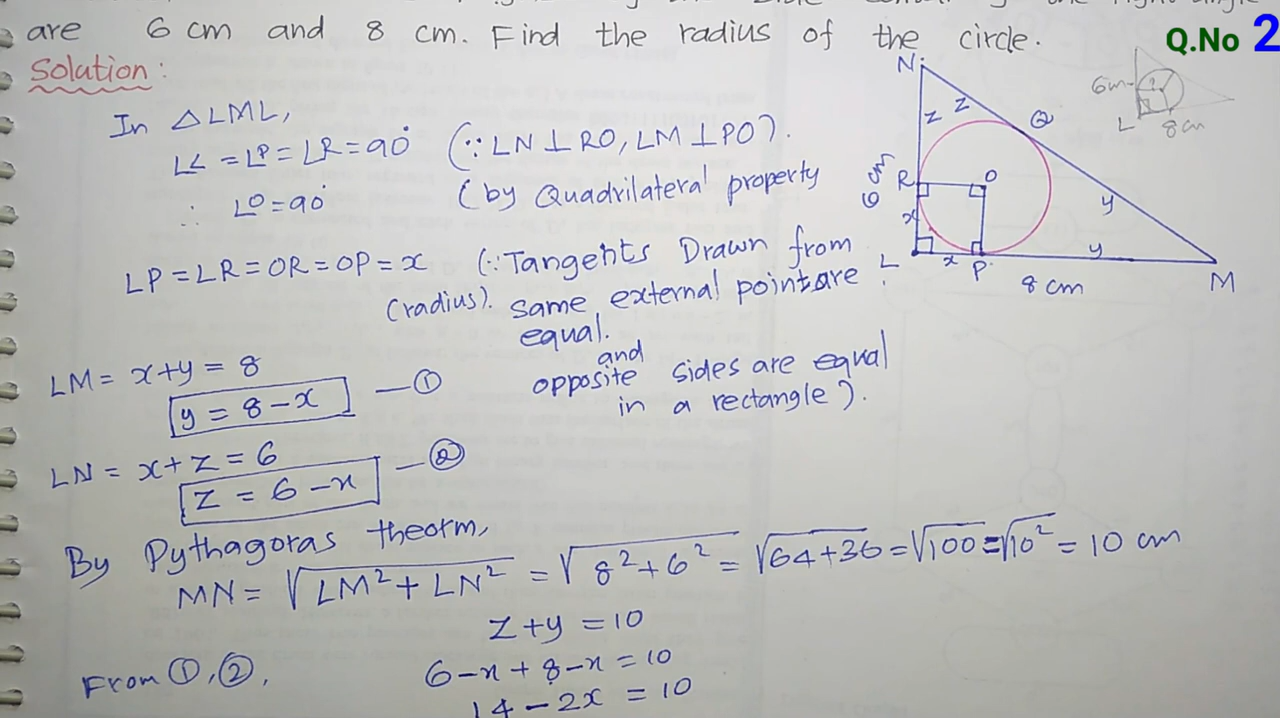 are 6 cm and 8 cm. Find the radius of the circle.
Q.No 2
Solution:
In △LML,
∠L = ∠P = ∠R = 90° (∵ LN ⊥ RO, LM ⊥ PO).
∴ ∠O = 90° (by Quadrilateral property
LP = LR = OR = OP = x (∵ Tangents Drawn from
(radius). same external point are
equal.
and
opposite sides are equal
in a rectangle).
LM = x + y = 8
y = 8 - x — ①
LN = x + z = 6
z = 6 - x — ②
By Pythagoras theorm,
MN = √LM² + LN² = √8² + 6² = √64 + 36 = √100 = √10² = 10 cm
z + y = 10
From ①, ②, 6 - x + 8 - x = 10
14 - 2x = 10
N
z z
Q
6 cm
R O
x
y
y
L x P
8 cm
M
6cm
L
8cm